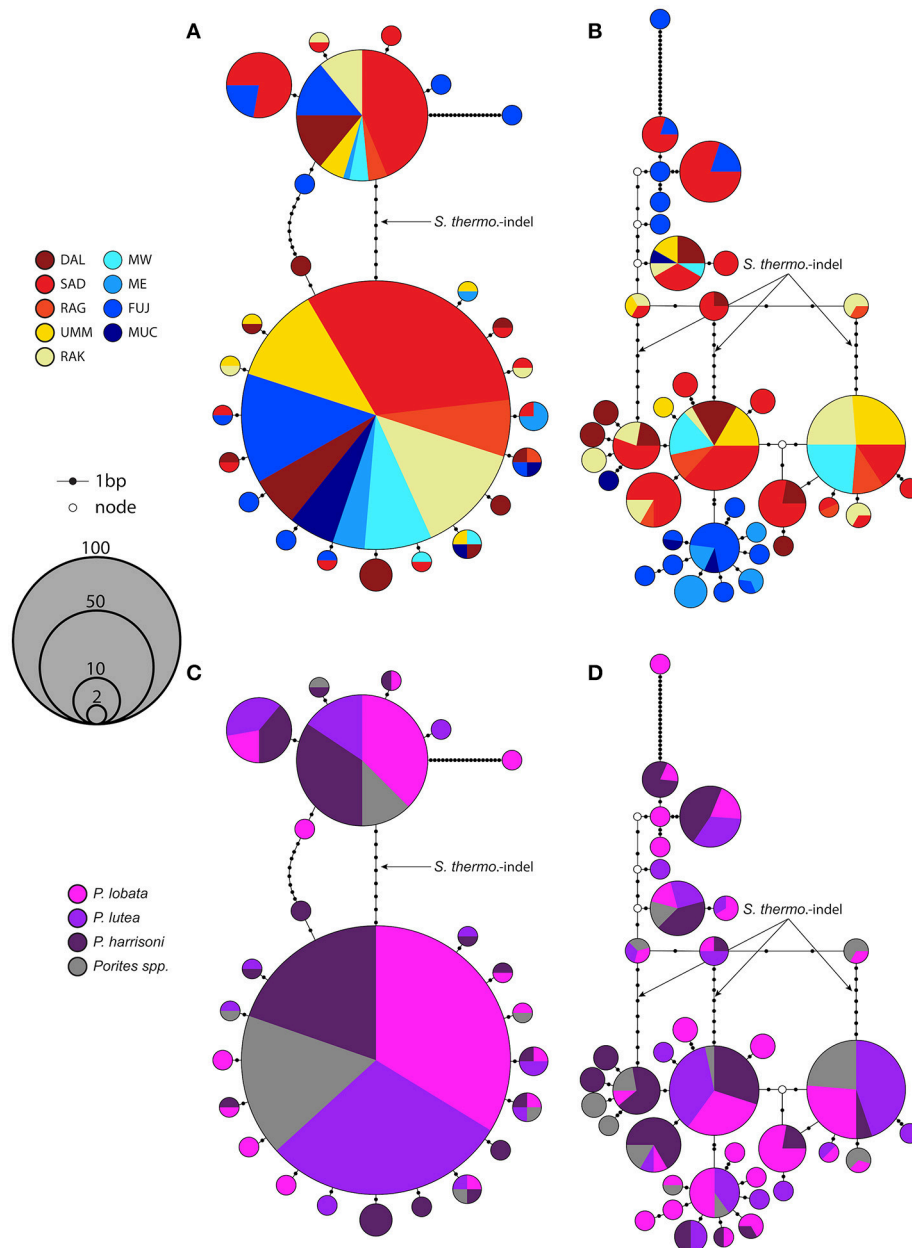 A
B
S. thermo.-indel
S. thermo.-indel
DAL
SAD
RAG
UMM
RAK
MW
ME
FUJ
MUC
1bp
node
100
50
10
2
C
D
S. thermo.-indel
S. thermo.-indel
P. lobata
P. lutea
P. harrisoni
Porites spp.